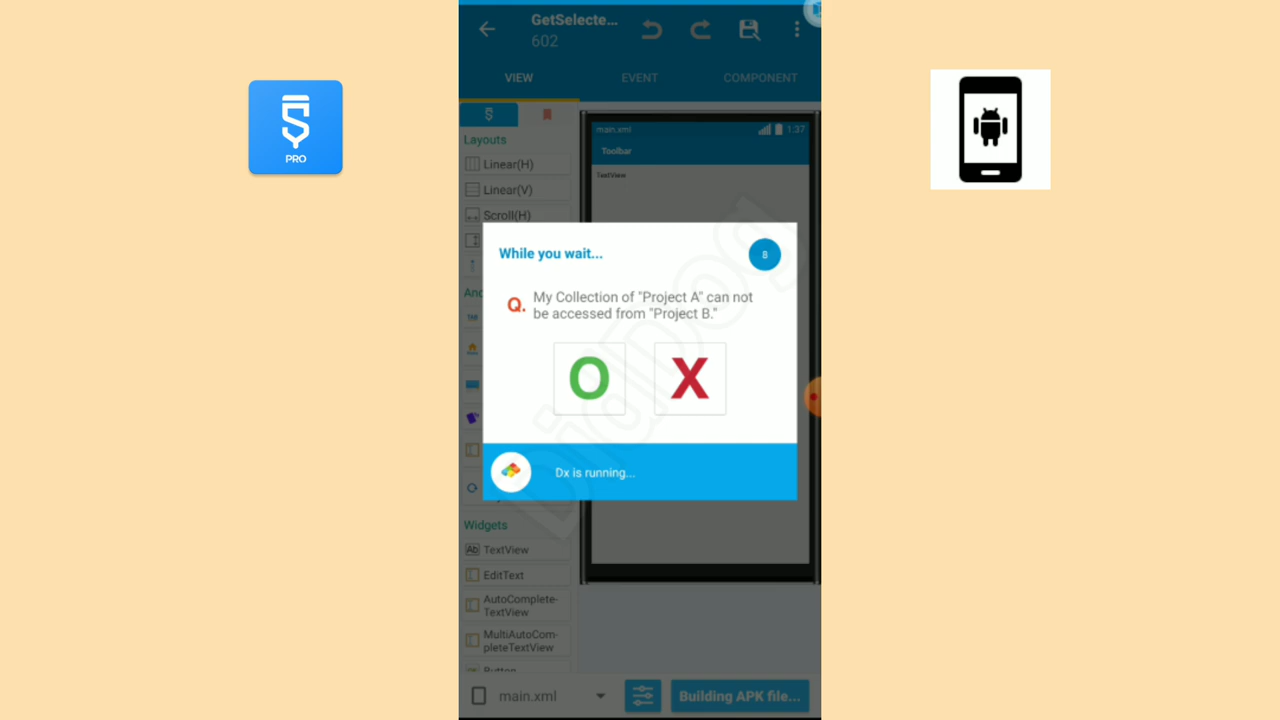 GetSelecte...
602
VIEW
EVENT
COMPONENT
Layouts
Linear(H)
Linear(V)
Scroll(H)
main.xml
1:37
Toolbar
TextView
PRO
While you wait...
8
Q. My Collection of "Project A" can not
be accessed from "Project B."
O
X
Dx is running...
Widgets
Ab TextView
EditText
AutoComplete-
TextView
MultiAutoCom-
pleteTextView
Button
main.xml
Building APK file...